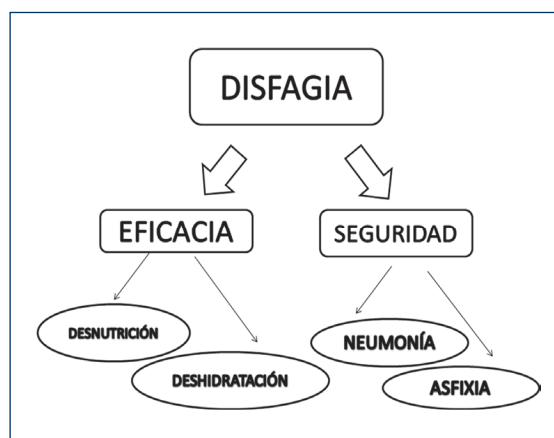 DISFAGIA
EFICACIA
SEGURIDAD
DESNUTRICIÓN
NEUMONÍA
DESHIDRATACIÓN
ASFIXIA